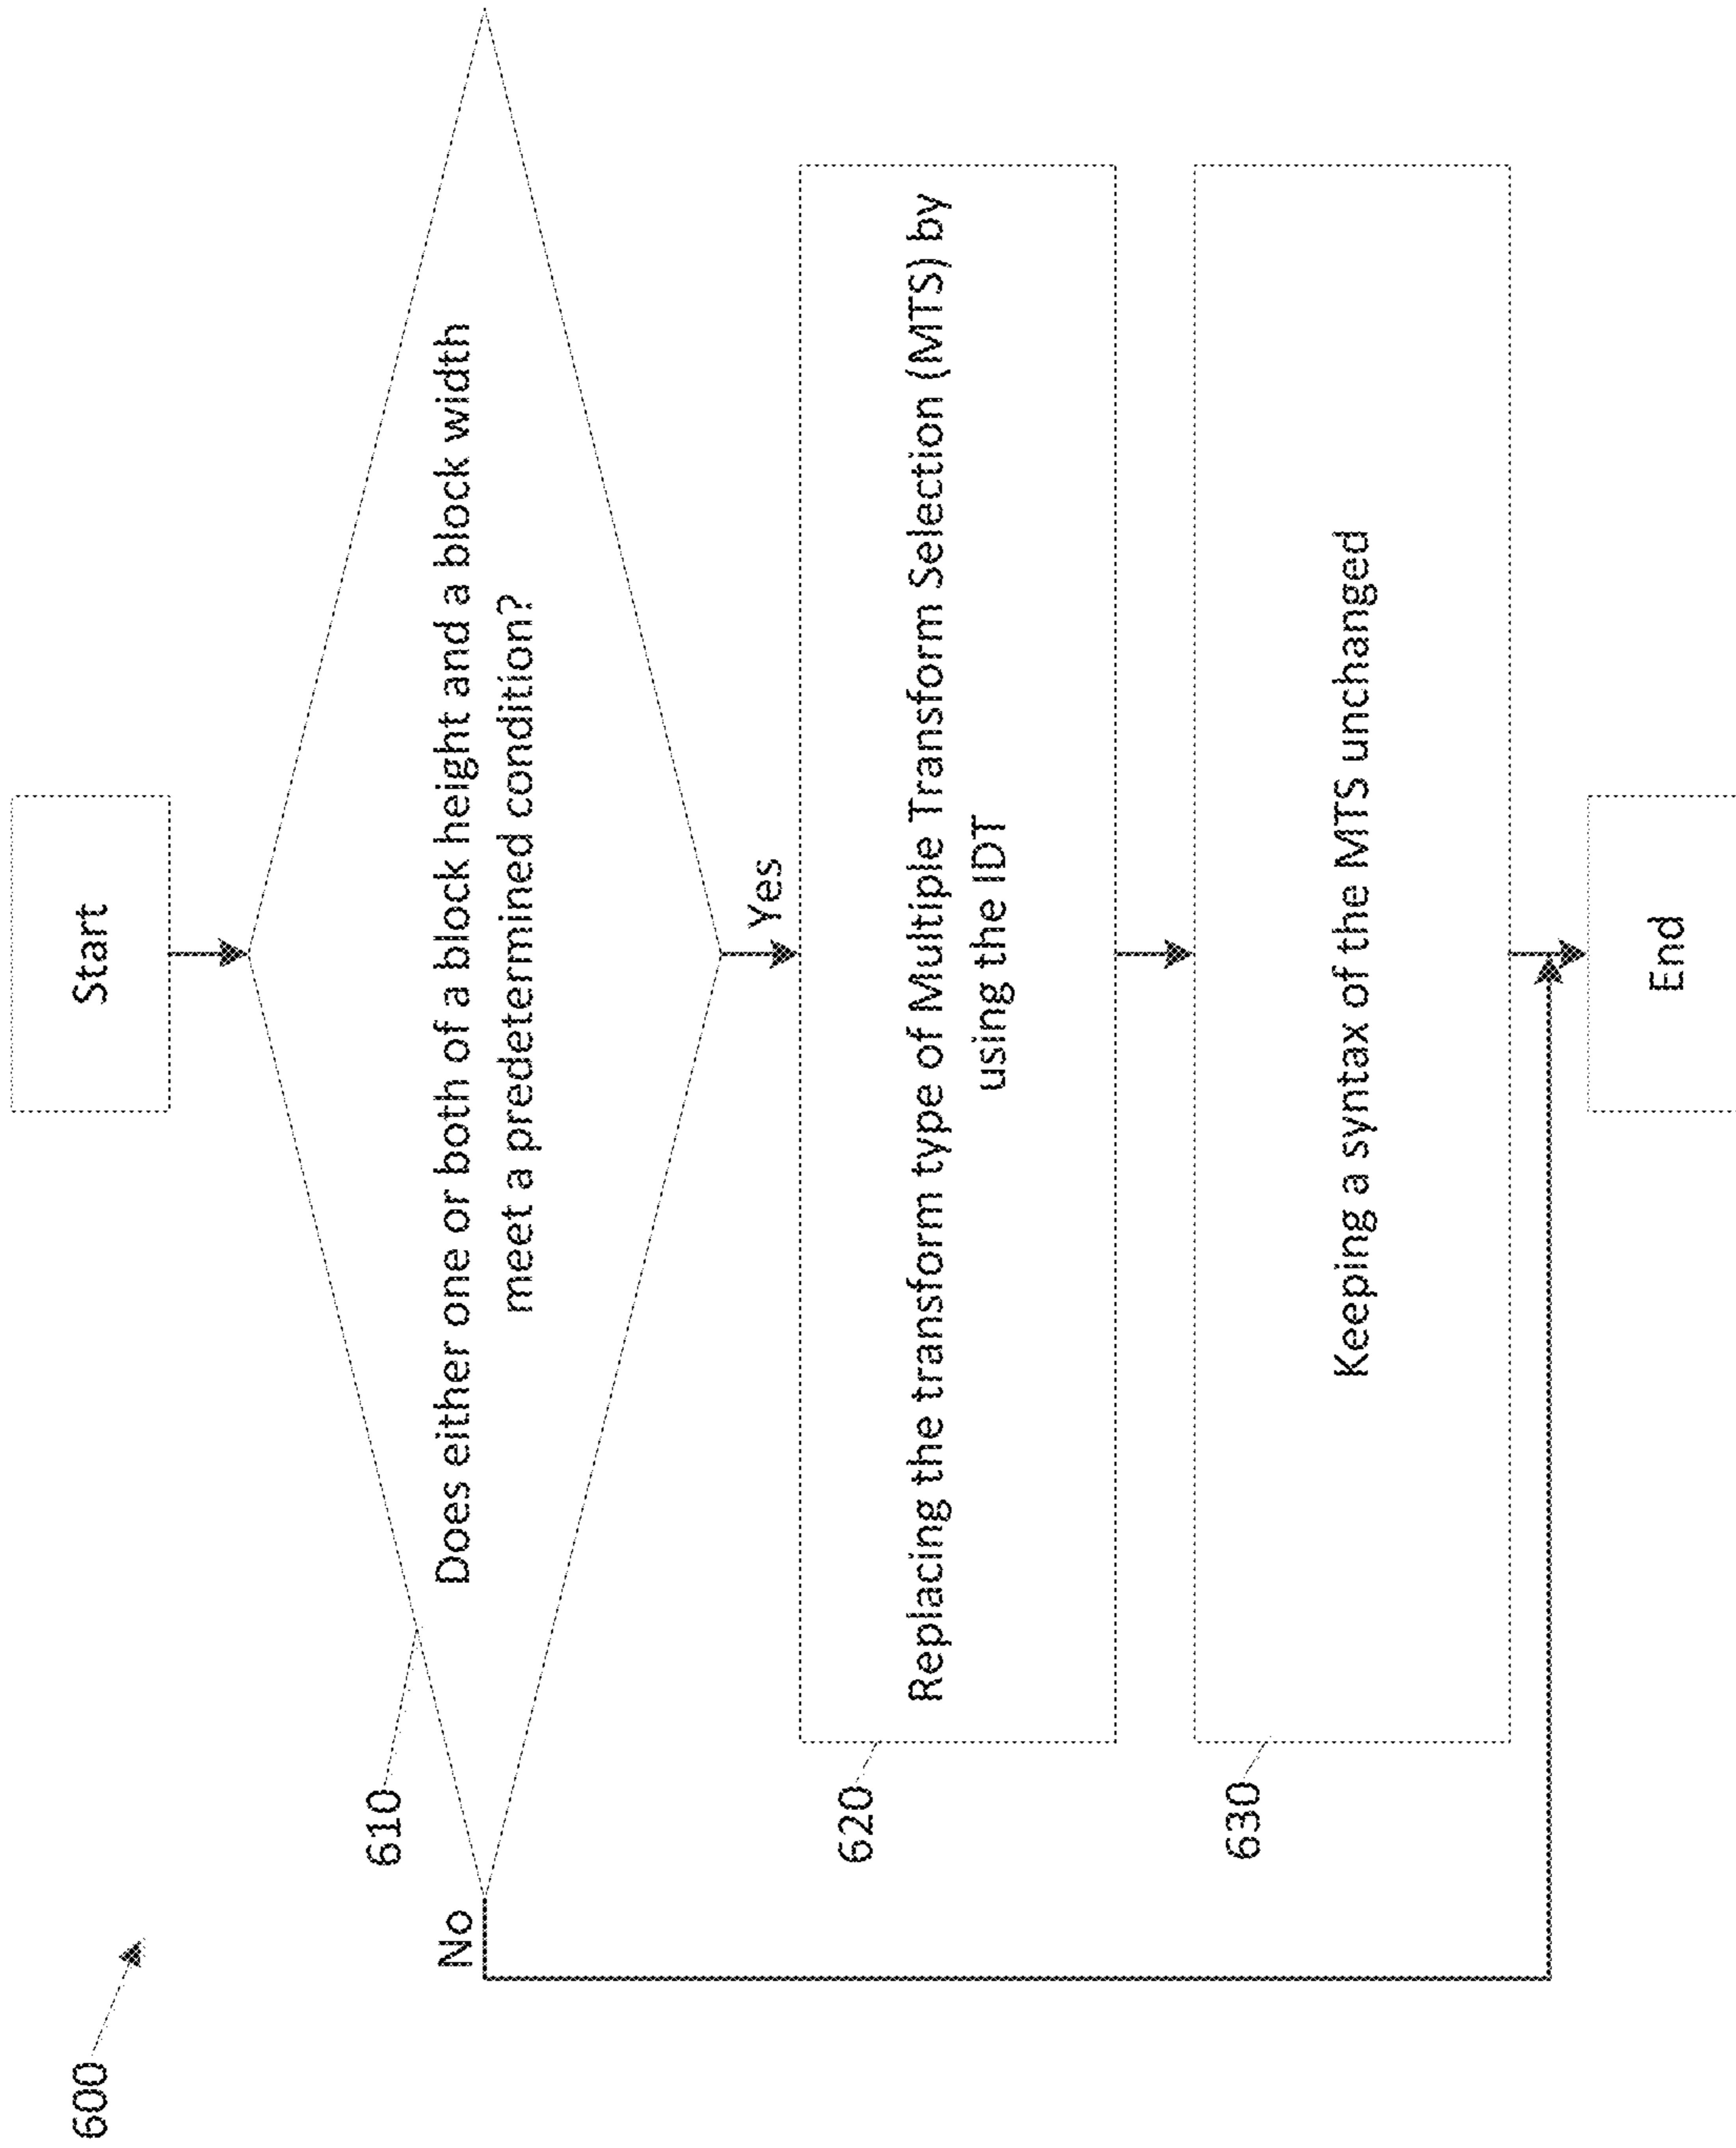 600
Start
610
Does either one or both of a block height and a block width
meet a predetermined condition?
No
Yes
620
Replacing the transform type of Multiple Transform Selection (MTS) by
using the IDT
630
Keeping a syntax of the MTS unchanged
End